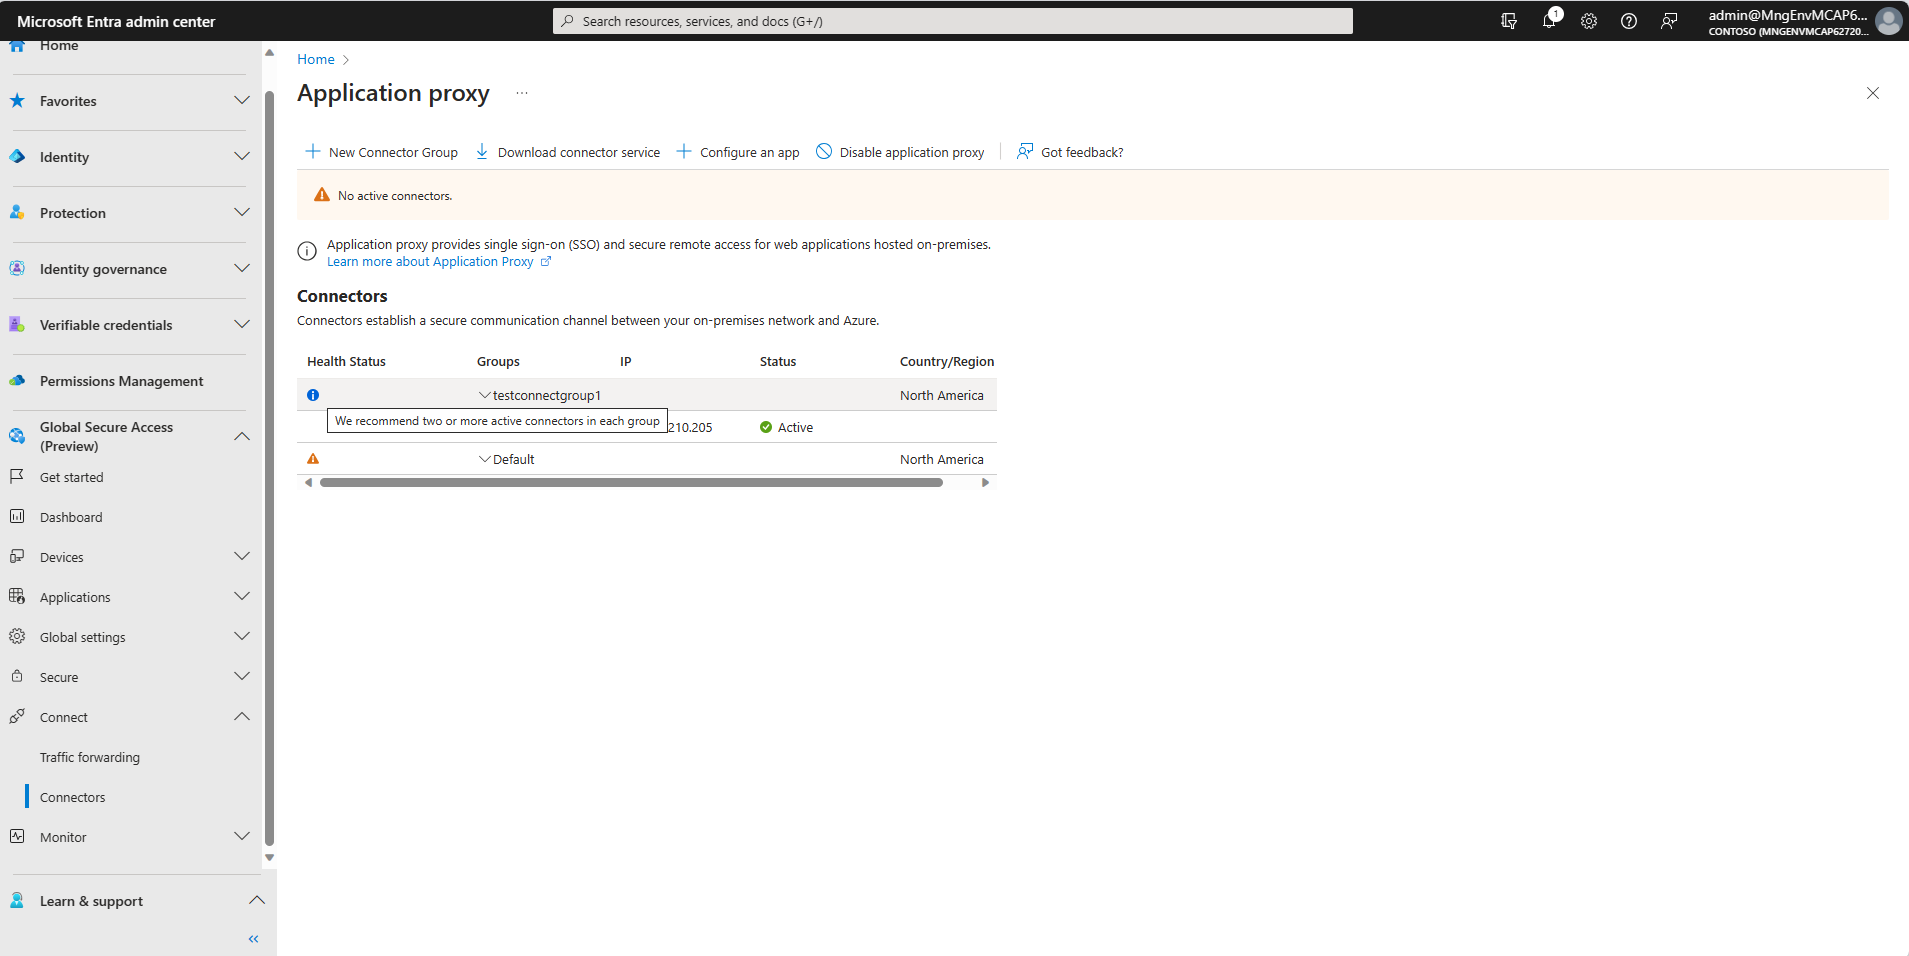 Microsoft Entra admin center
Search resources, services, and docs (G+/)
1
admin@MngEnvMCAP6...
CONTOSO (MNGENVMCAP62720...
Home
Favorites
Identity
Protection
Identity governance
Verifiable credentials
Permissions Management
Global Secure Access
(Preview)
Get started
Dashboard
Devices
Applications
Global settings
Secure
Connect
Traffic forwarding
Connectors
Monitor
Learn & support
Home
Application proxy
...
New Connector Group
Download connector service
Configure an app
Disable application proxy
Got feedback?
No active connectors.
Application proxy provides single sign-on (SSO) and secure remote access for web applications hosted on-premises.
Learn more about Application Proxy
Connectors
Connectors establish a secure communication channel between your on-premises network and Azure.
Health Status Groups IP Status Country/Region
testconnectgroup1 North America
We recommend two or more active connectors in each group
210.205 Active
Default North America